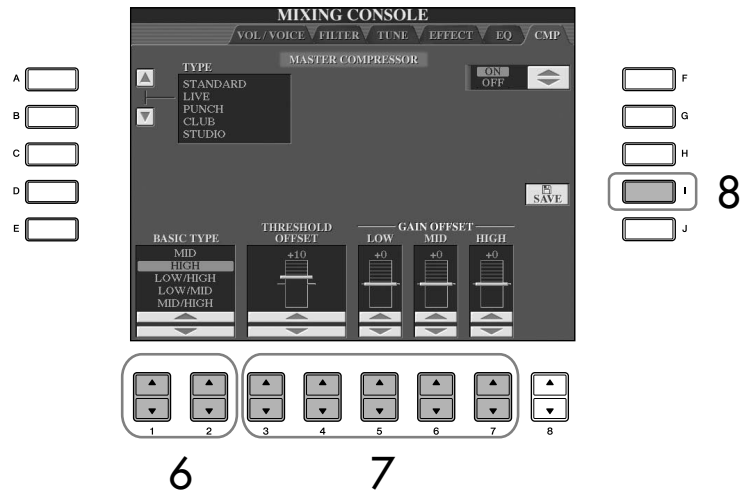 MIXING CONSOLE
VOL / VOICE FILTER TUNE EFFECT EQ CMP
MASTER COMPRESSOR
TYPE
STANDARD
LIVE
PUNCH
CLUB
STUDIO
ON
OFF
SAVE
BASIC TYPE
MID
HIGH
LOW/HIGH
LOW/MID
MID/HIGH
THRESHOLD
OFFSET
+10
GAIN OFFSET
LOW MID HIGH
+0 +0 +0
A
B
C
D
E
F
G
H
I
J
8
1 2 3 4 5 6 7 8
6 7